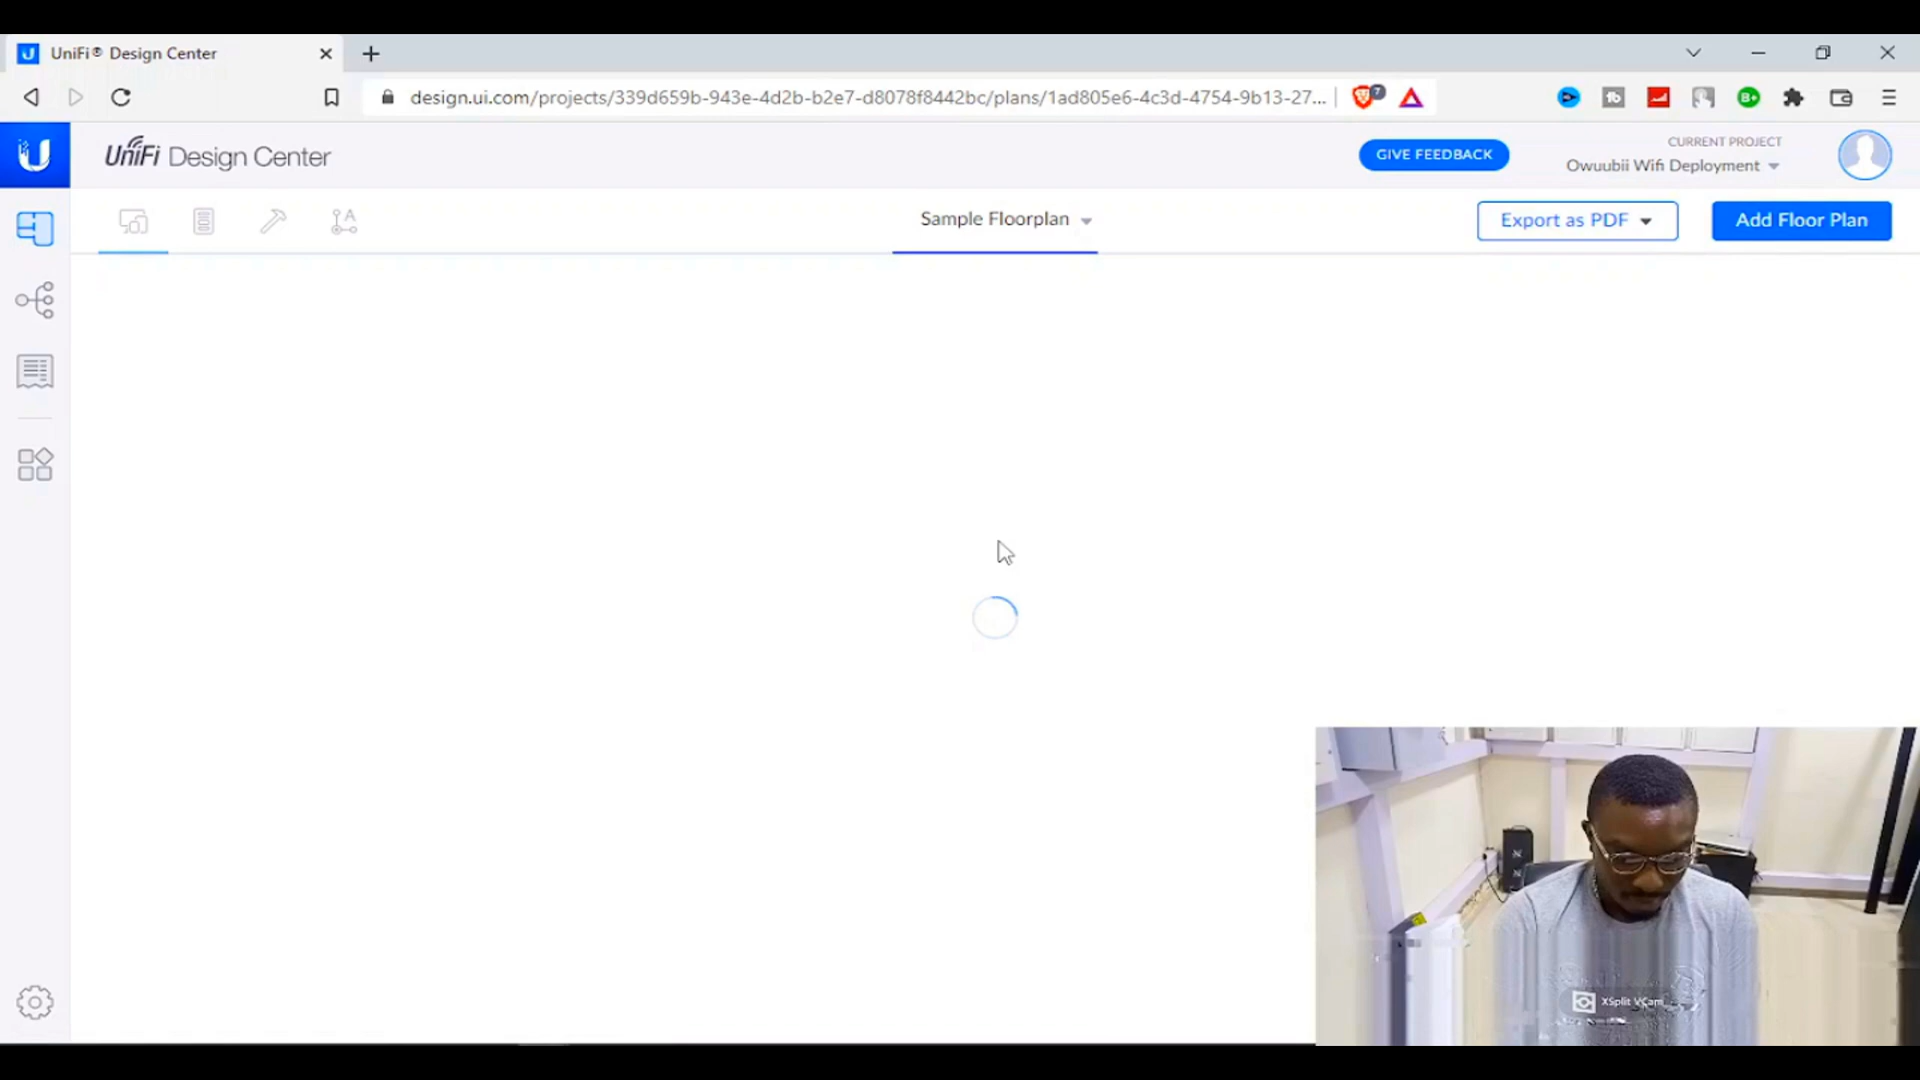 UniFi® Design Center
design.ui.com/projects/339d659b-943e-4d2b-b2e7-d8078f8442bc/plans/1ad805e6-4c3d-4754-9b13-27...
7
B+
UniFi Design Center
GIVE FEEDBACK
CURRENT PROJECT
Owuubii Wifi Deployment
Sample Floorplan
Export as PDF
Add Floor Plan
XSplit VCam